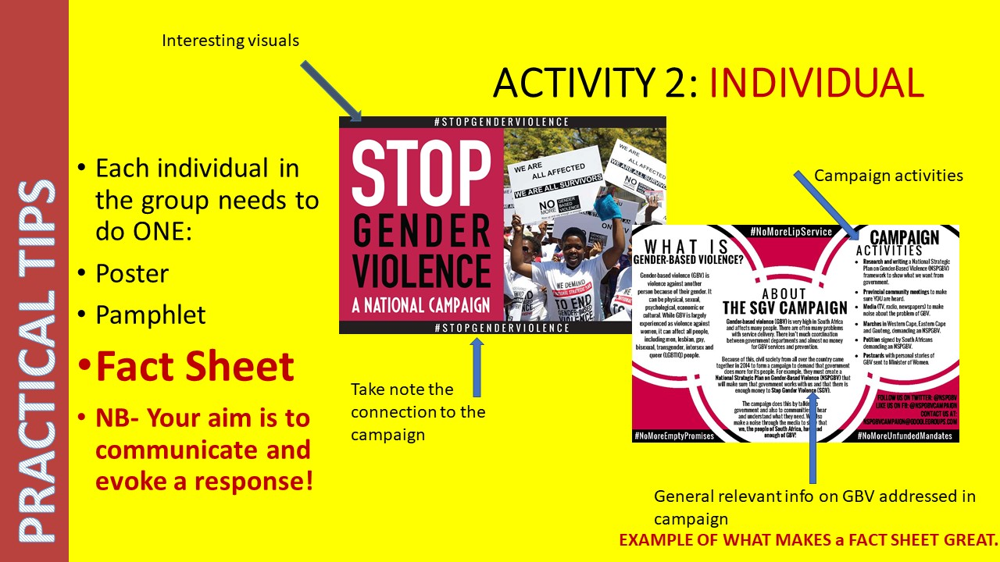 Interesting visuals
ACTIVITY 2: INDIVIDUAL
PRACTICAL TIPS
• Each individual in
the group needs to
do ONE:
• Poster
• Pamphlet
• Fact Sheet
• NB- Your aim is to
communicate and
evoke a response!
#STOPGENDERVIOLENCE
STOP
GENDER
VIOLENCE
A NATIONAL CAMPAIGN
#STOPGENDERVIOLENCE
WE ARE
ALL AFFECTED
WE ARE ALL SURVIVORS
NO
MORE
GENDER
BASED
VIOLENCE
WE ARE
ALL AFFECTED
WE ARE ALL SURVIVO
NO
WE DEMAND
TO END
GENDER
BASED
VIOLENCE
Take note the
connection to the
campaign
Campaign activities
#NoMoreLipService
WHAT IS
GENDER-BASED VIOLENCE?
Gender-based violence (GBV) is
violence against another
person because of their gender. It
can be physical, sexual,
psychological, economic or
cultural. While GBV is largely
experienced as violence against
women, it can affect all people,
including men, lesbian, gay,
bisexual, transgender, intersex and
queer (LGBTIQ) people.
ABOUT
THE SGV CAMPAIGN
Gender-based violence (GBV) is very high in South Africa
and affects many people. There are often many problems
with service delivery. There isn't much coordination
between government departments and almost no money
for GBV services and prevention.
Because of this, civil society from all over the country came
together in 2014 to form a campaign to demand that government
does more for its people. For example, they must create a
National Strategic Plan on Gender-Based Violence (NSPGBV) that
will make sure that government works with us and that there is
enough money to Stop Gender Violence (SGV).
The campaign does this by talking
government and also to communities hear
and understand what they need. We
make a noise through the media to that
we, the people of South Africa, have had
enough of GBV!
CAMPAIGN
ACTIVITIES
• Research and writing a National Strategic
Plan on Gender-Based Violence (NSPGBV)
framework to show what we want from
government.
• Provincial community meetings to make
sure YOU are heard.
• Media (TV, radio, newspapers) to make
noise about the problem of GBV.
• Marches in Western Cape, Eastern Cape
and Gauteng, demanding an NSPGBV.
• Petition signed by South Africans
demanding an NSPGBV.
• Postcards with personal stories of
GBV sent to Minister of Women.
FOLLOW US ON TWITTER: @NSPGBV
LIKE US ON FB: @NSPGBVCAMPAIGN
CONTACT US AT:
NSPGBVCAMPAIGN@GOOGLEGROUPS.COM
#NoMoreEmptyPromises
#NoMoreUnfundedMandates
General relevant info on GBV addressed in
campaign
EXAMPLE OF WHAT MAKES a FACT SHEET GREAT.